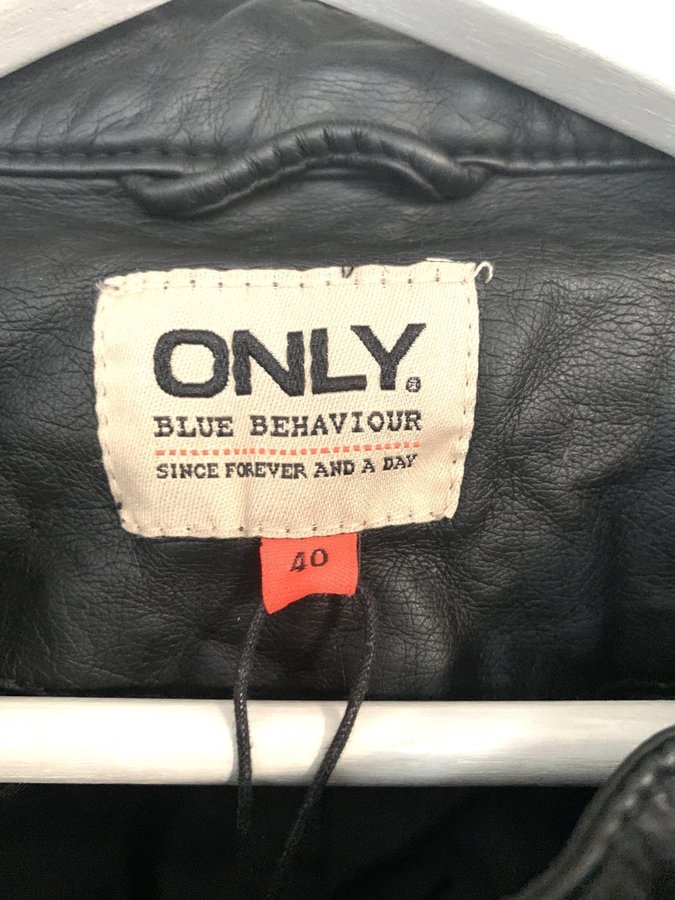 ONLY®
BLUE BEHAVIOUR
SINCE FOREVER AND A DAY
40